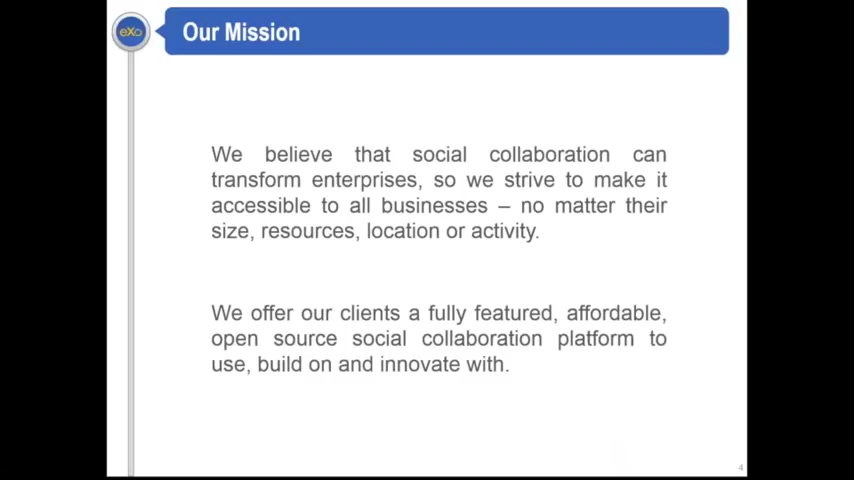 eXo
Our Mission
We believe that social collaboration can
transform enterprises, so we strive to make it
accessible to all businesses – no matter their
size, resources, location or activity.
We offer our clients a fully featured, affordable,
open source social collaboration platform to
use, build on and innovate with.
4